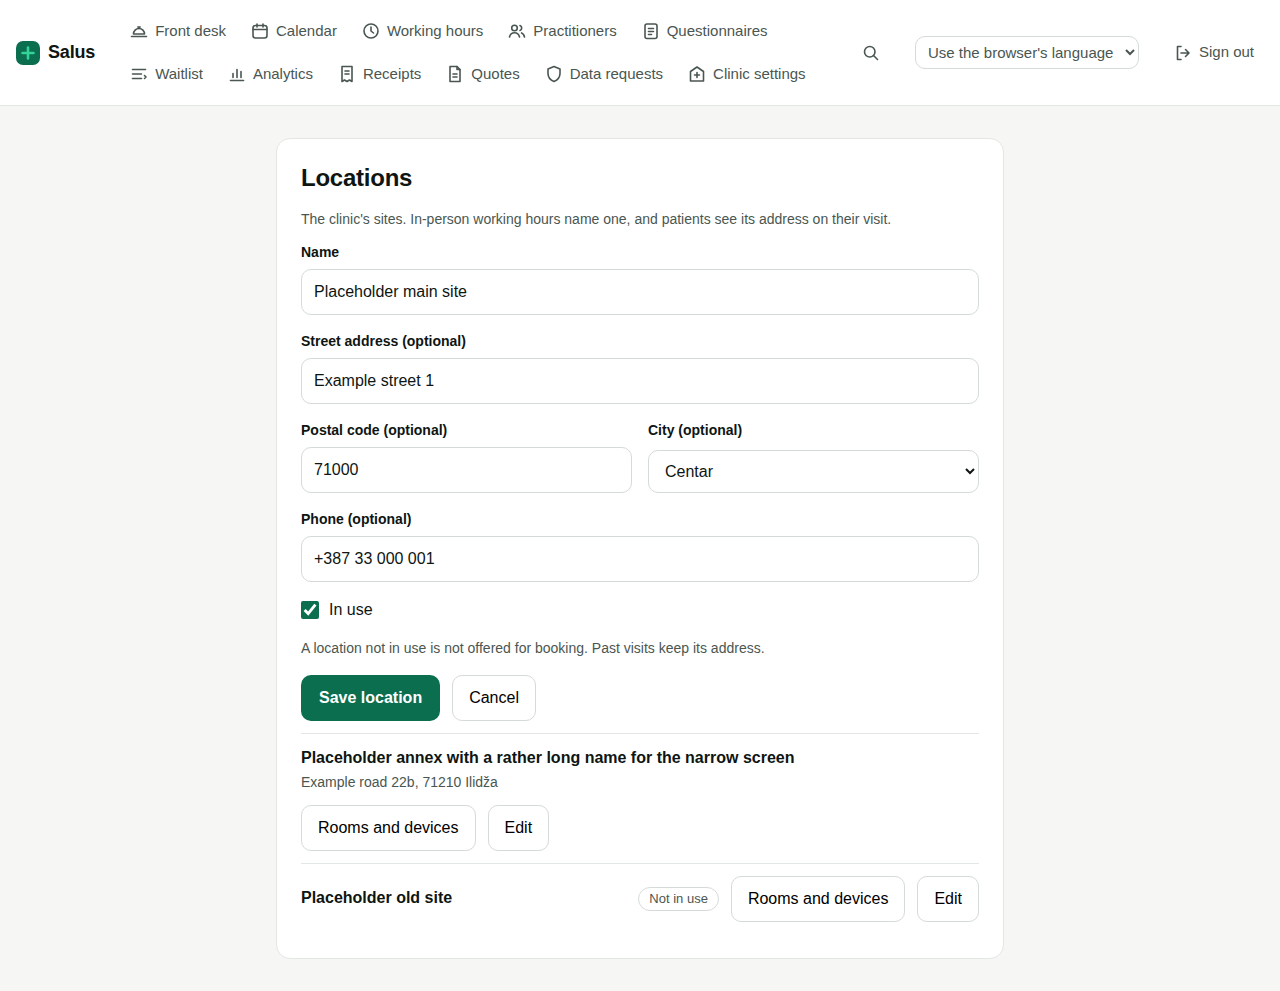 Salus
Front desk
Calendar
Working hours
Practitioners
Questionnaires
Waitlist
Analytics
Receipts
Quotes
Data requests
Clinic settings
Use the browser's language
Sign out
Locations
The clinic's sites. In-person working hours name one, and patients see its address on their visit.
Name
Placeholder main site
Street address (optional)
Example street 1
Postal code (optional)
City (optional)
71000
Centar
Phone (optional)
+387 33 000 001
In use
A location not in use is not offered for booking. Past visits keep its address.
Save location
Cancel
Placeholder annex with a rather long name for the narrow screen
Example road 22b, 71210 Ilidža
Rooms and devices
Edit
Placeholder old site
Not in use
Rooms and devices
Edit